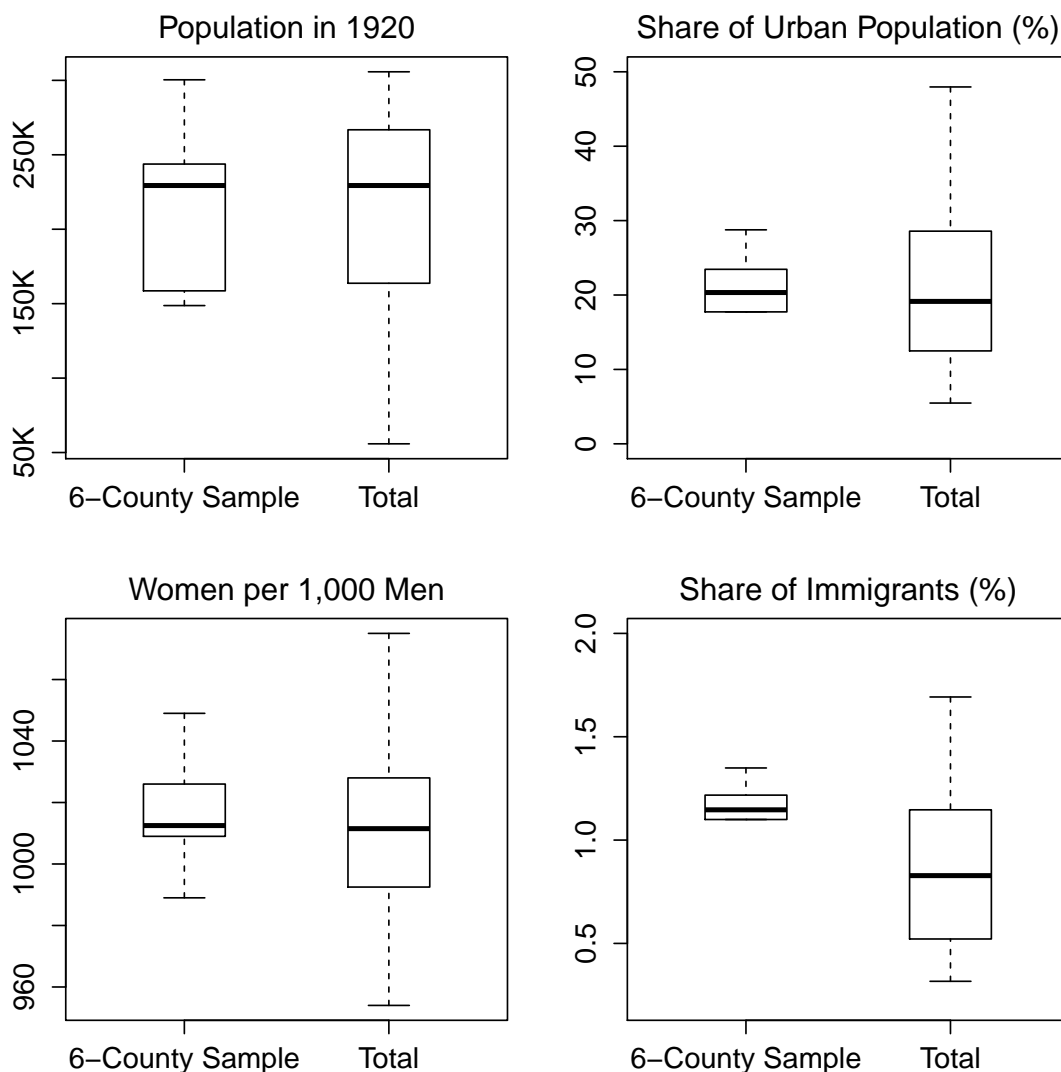 Population in 1920
250K
150K
50K
6−County Sample Total
Share of Urban Population (%)
50
40
30
20
10
0
6−County Sample Total
Women per 1,000 Men
1040
1000
960
6−County Sample Total
Share of Immigrants (%)
2.0
1.5
1.0
0.5
6−County Sample Total